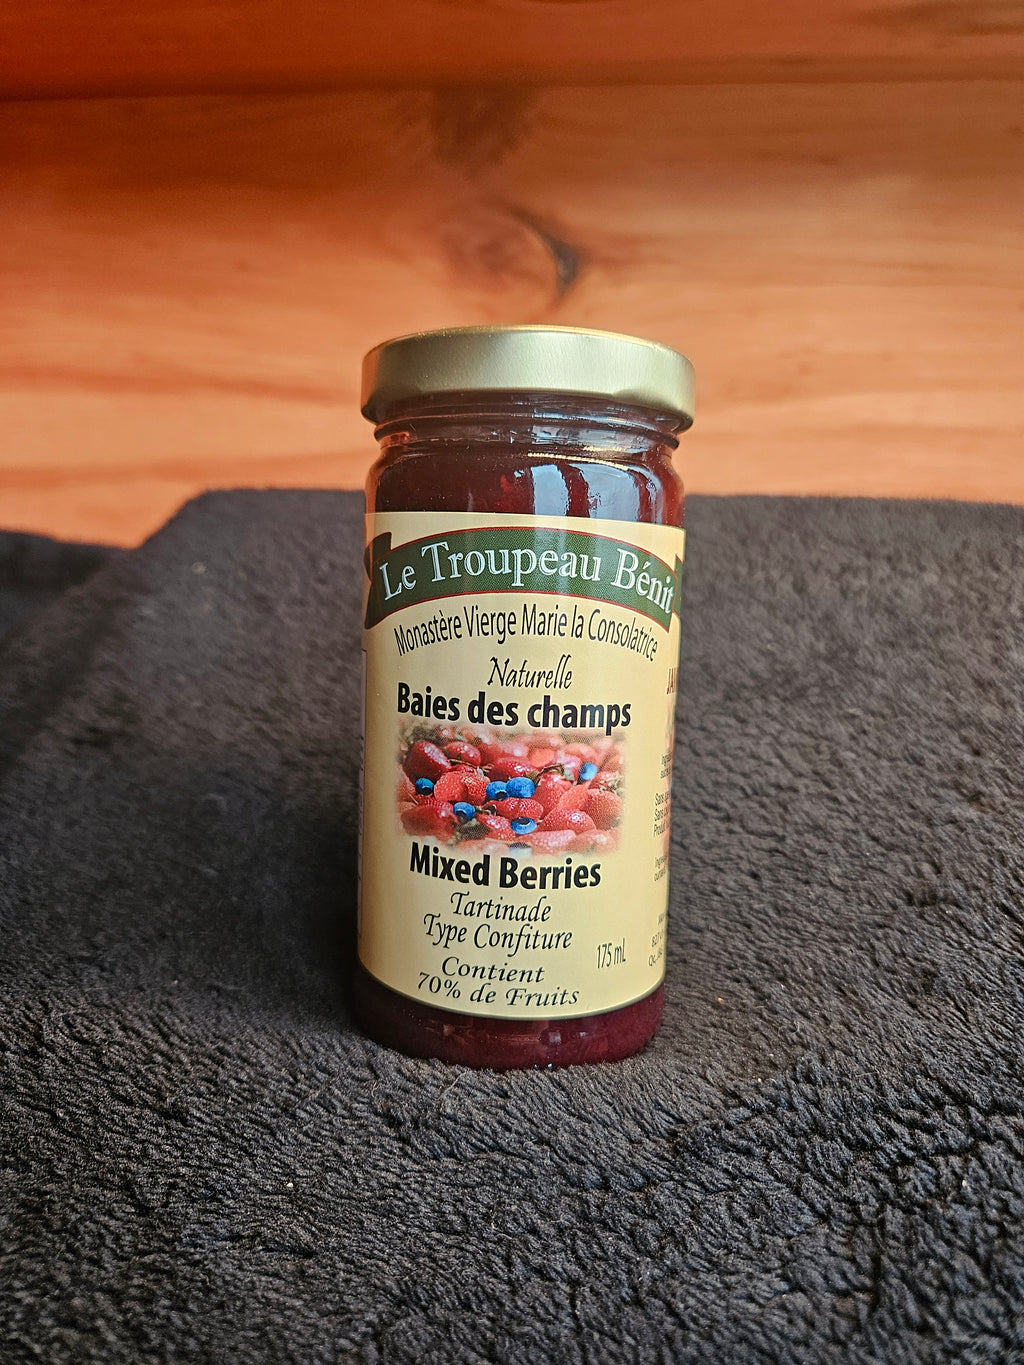 Le Troupeau Bénit
Monastère Vierge Marie la Consolatrice
Naturelle
Baies des champs
Mixed Berries
Tartinade
Type Confiture
175 mL
Contient
70% de Fruits